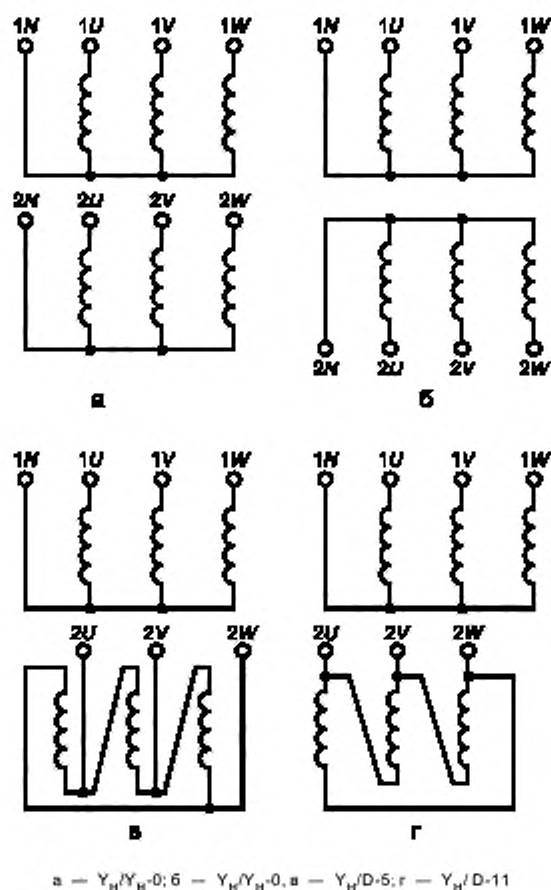 1N 1U 1V 1W 1N 1U 1V 1W
2N 2U 2V 2W
2N 2U 2V 2W
а б
1N 1U 1V 1W 1N 1U 1V 1W
2U 2V 2W 2U 2V 2W
в г
а — Yн/Yн-0; б — Yн/Yн-0, в — Yн/D-5; г — Yн/D-11